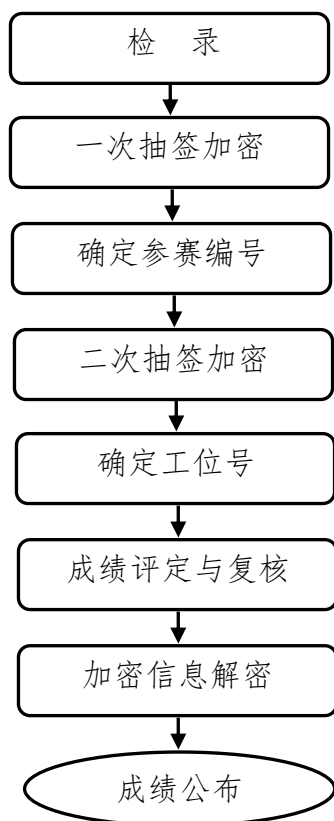 检 录
一次抽签加密
确定参赛编号
二次抽签加密
确定工位号
成绩评定与复核
加密信息解密
成绩公布